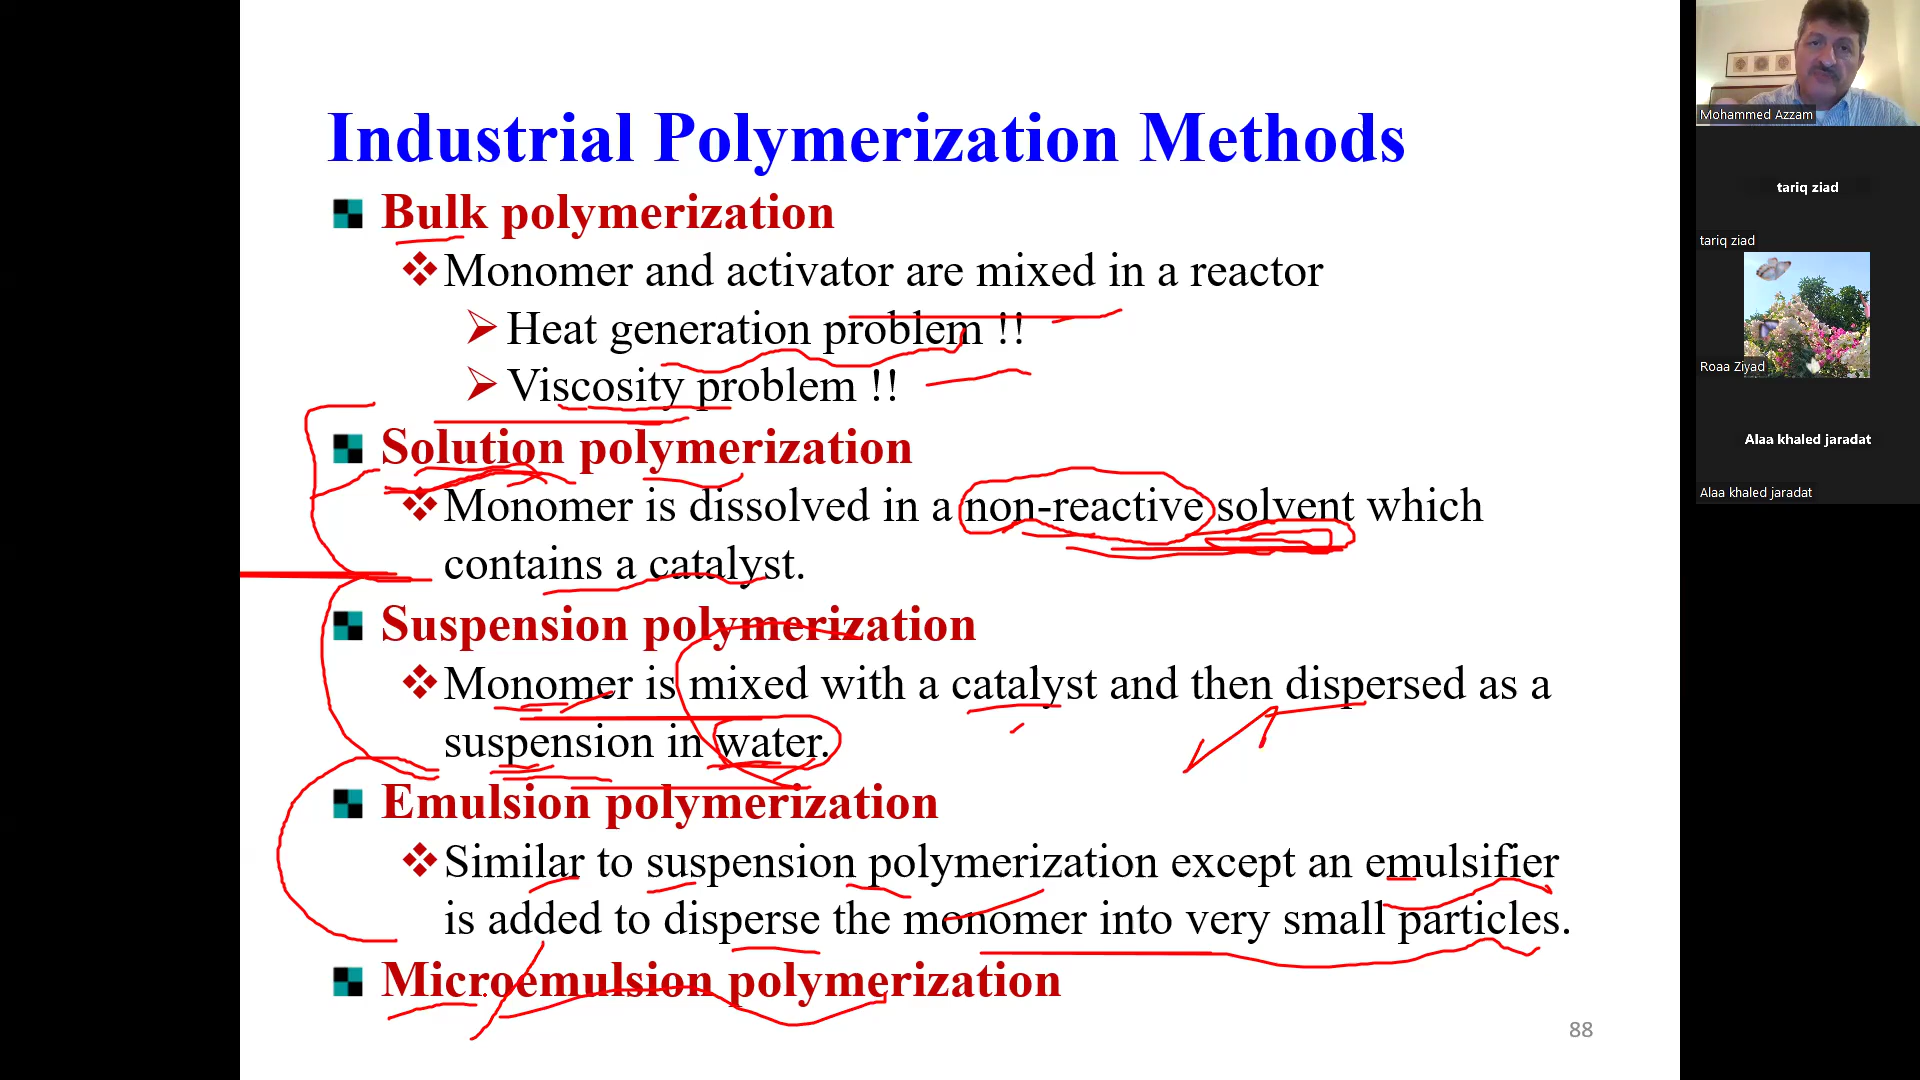 Industrial Polymerization Methods
Bulk polymerization
Monomer and activator are mixed in a reactor
Heat generation problem !!
Viscosity problem !!
Solution polymerization
Monomer is dissolved in a non-reactive solvent which
contains a catalyst.
Suspension polymerization
Monomer is mixed with a catalyst and then dispersed as a
suspension in water.
Emulsion polymerization
Similar to suspension polymerization except an emulsifier
is added to disperse the monomer into very small particles.
Microemulsion polymerization
88
Mohammed Azzam
tariq ziad
tariq ziad
Roaa Ziyad
Alaa khaled jaradat
Alaa khaled jaradat